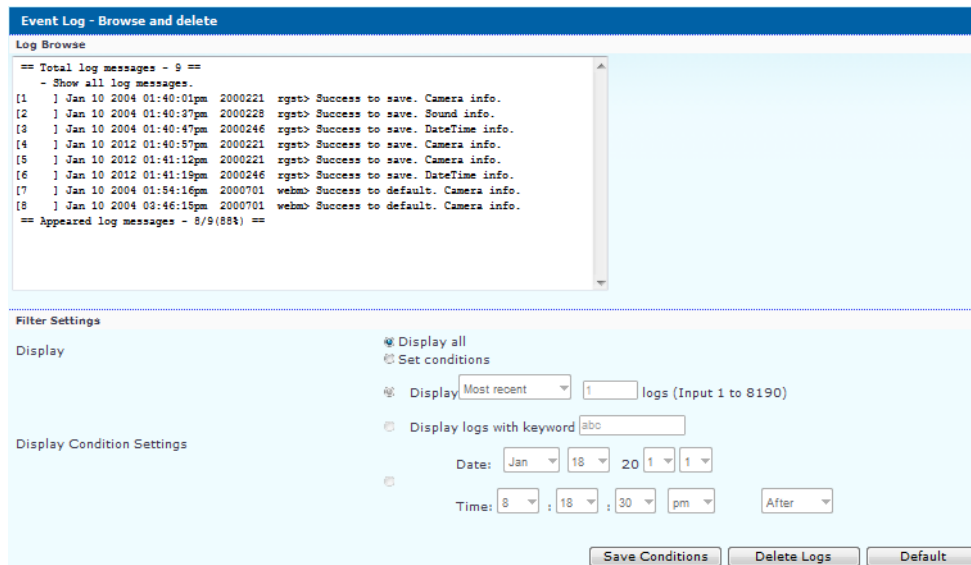 Event Log - Browse and delete
Log Browse
== Total log messages - 9 ==
- Show all log messages.
[1 ] Jan 10 2004 01:40:01pm 2000221 rgst> Success to save. Camera info.
[2 ] Jan 10 2004 01:40:37pm 2000228 rgst> Success to save. Sound info.
[3 ] Jan 10 2004 01:40:47pm 2000246 rgst> Success to save. DateTime info.
[4 ] Jan 10 2012 01:40:57pm 2000221 rgst> Success to save. Camera info.
[5 ] Jan 10 2012 01:41:12pm 2000221 rgst> Success to save. Camera info.
[6 ] Jan 10 2012 01:41:19pm 2000246 rgst> Success to save. DateTime info.
[7 ] Jan 10 2004 01:54:16pm 2000701 webm> Success to default. Camera info.
[8 ] Jan 10 2004 03:46:15pm 2000701 webm> Success to default. Camera info.
== Appeared log messages - 8/9(88%) ==
Filter Settings
Display
Display all
Set conditions
Display Most recent 1 logs (Input 1 to 8190)
Display logs with keyword abc
Display Condition Settings
Date: Jan 18 20 1 1
Time: 8 : 18 : 30 pm After
Save Conditions Delete Logs Default